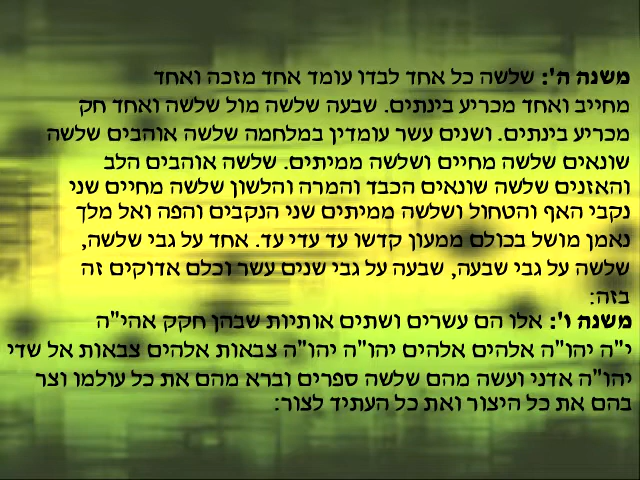 משנה ה': שלשה כל אחד לבדו עומד אחד מזכה ואחד
מחייב ואחד מכריע בינתים. שבעה שלשה מול שלשה ואחד חק
מכריע בינתים. ושנים עשר עומדין במלחמה שלשה אוהבים שלשה
שונאים שלשה מחיים ושלשה ממיתים. שלשה אוהבים הלב
והאזנים שלשה שונאים הכבד והמרה והלשון שלשה מחיים שני
נקבי האף והטחול ושלשה ממיתים שני הנקבים והפה ואל מלך
נאמן מושל בכולם ממעון קדשו עד עדי עד. אחד על גבי שלשה,
שלשה על גבי שבעה, שבעה על גבי שנים עשר וכלם אדוקים זה
בזה:
משנה ו': אלו הם עשרים ושתים אותיות שבהן חקק אהי"ה
י"ה יהו"ה אלהים אלהים יהו"ה יהו"ה צבאות אלהים צבאות אל שדי
יהו"ה אדני ועשה מהם שלשה ספרים וברא מהם את כל עולמו וצר
בהם את כל היצור ואת כל העתיד לצור: